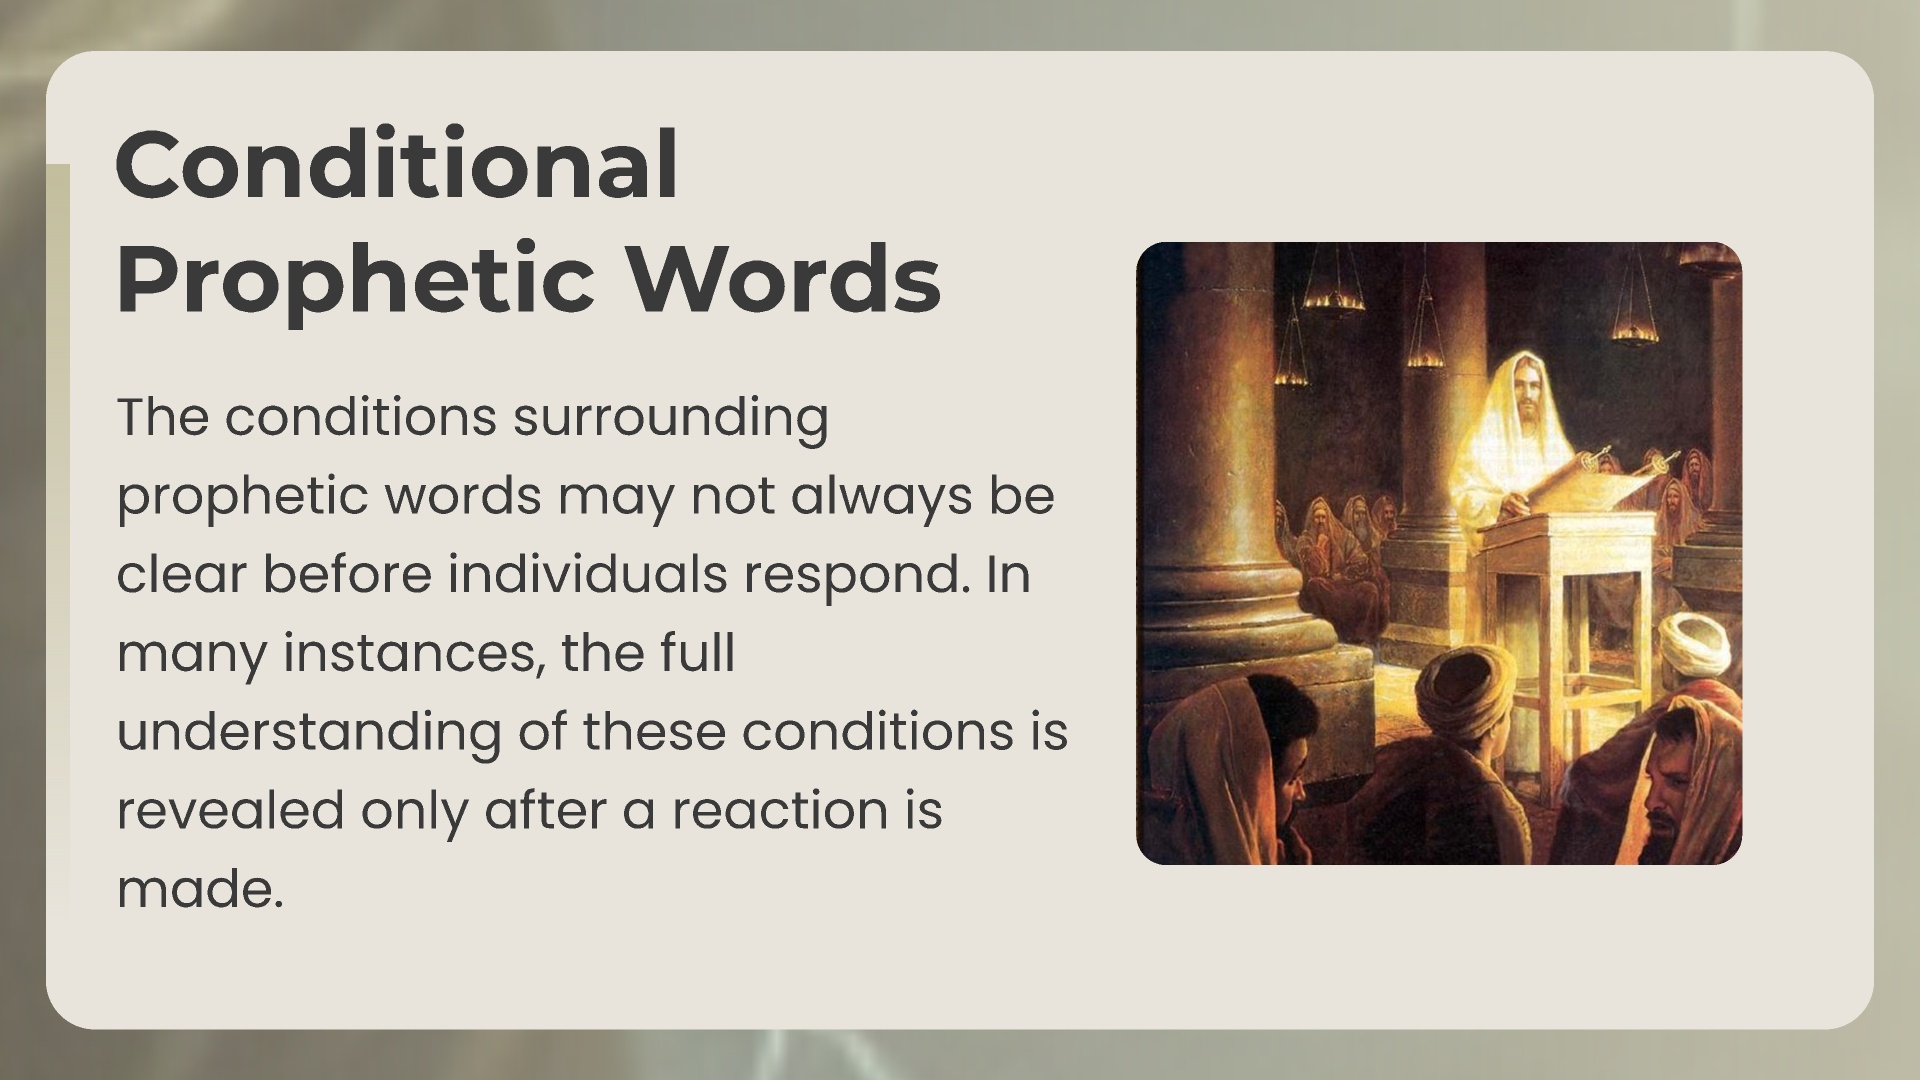 Conditional
Prophetic Words
The conditions surrounding
prophetic words may not always be
clear before individuals respond. In
many instances, the full
understanding of these conditions is
revealed only after a reaction is
made.